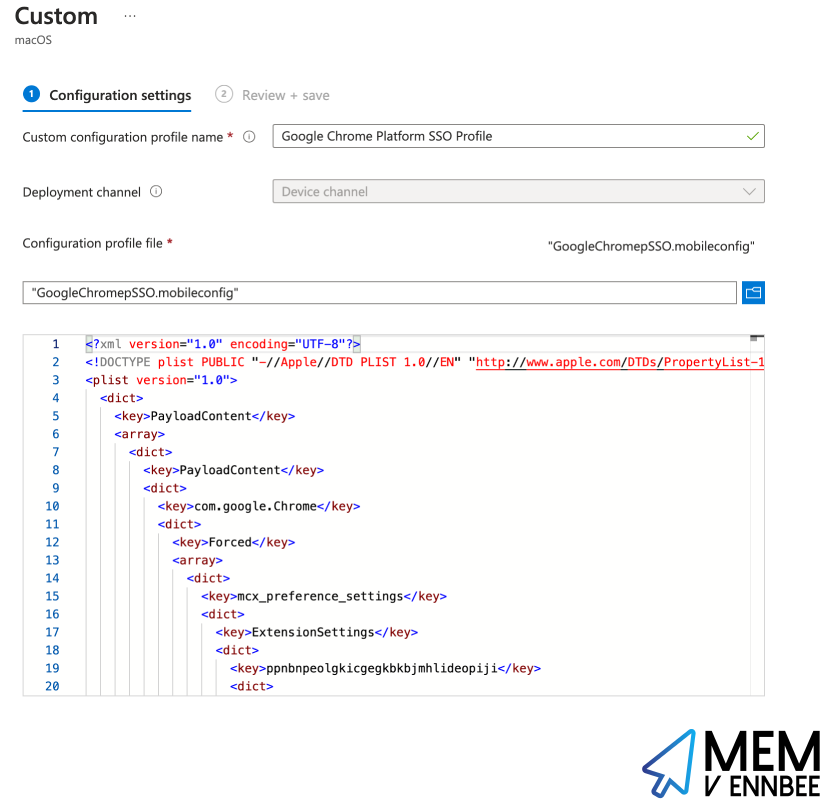 Custom ...
macOS
1 Configuration settings 2 Review + save
Custom configuration profile name * Google Chrome Platform SSO Profile
Deployment channel Device channel
Configuration profile file * "GoogleChromepSSO.mobileconfig"
"GoogleChromepSSO.mobileconfig"
1 <?xml version="1.0" encoding="UTF-8"?>
2 <!DOCTYPE plist PUBLIC "-//Apple//DTD PLIST 1.0//EN" "http://www.apple.com/DTDs/PropertyList-1
3 <plist version="1.0">
4 <dict>
5 <key>PayloadContent</key>
6 <array>
7 <dict>
8 <key>PayloadContent</key>
9 <dict>
10 <key>com.google.Chrome</key>
11 <dict>
12 <key>Forced</key>
13 <array>
14 <dict>
15 <key>mcx_preference_settings</key>
16 <dict>
17 <key>ExtensionSettings</key>
18 <dict>
19 <key>ppnbnpeolgkicgegkbkbjmhlideopiji</key>
20 <dict>
MEM
V ENNBEE